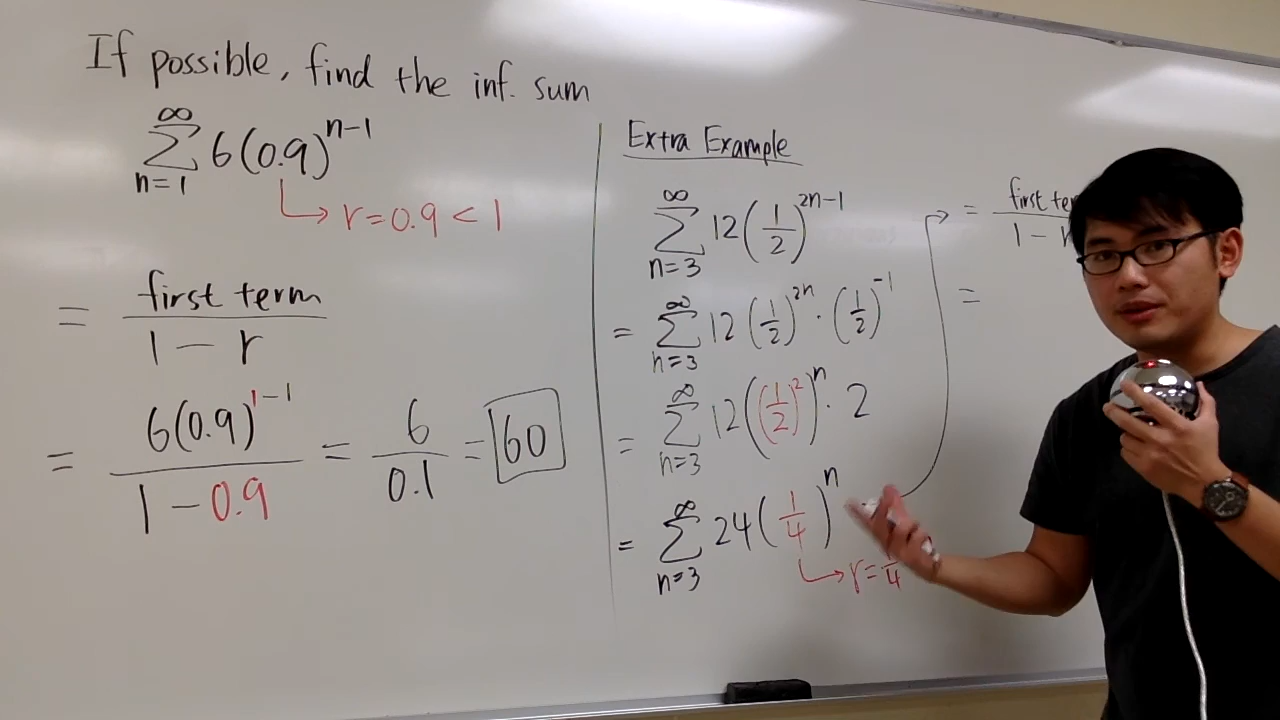 If possible, find the inf. sum
∞
∑ 6(0.9)^(n-1)
n=1
↳ r=0.9 < 1
= first term / (1 - r)
= 6(0.9)^(1-1) / (1 - 0.9) = 6 / 0.1 = 60
Extra Example
∞
∑ 12(1/2)^(2n-1)
n=3
∞
= ∑ 12(1/2)^(2n) · (1/2)^(-1)
n=3
∞
= ∑ 12((1/2)^2)^n · 2
n=3
∞
= ∑ 24(1/4)^n
n=3
↳ r=1/4
= first / 1 -
=